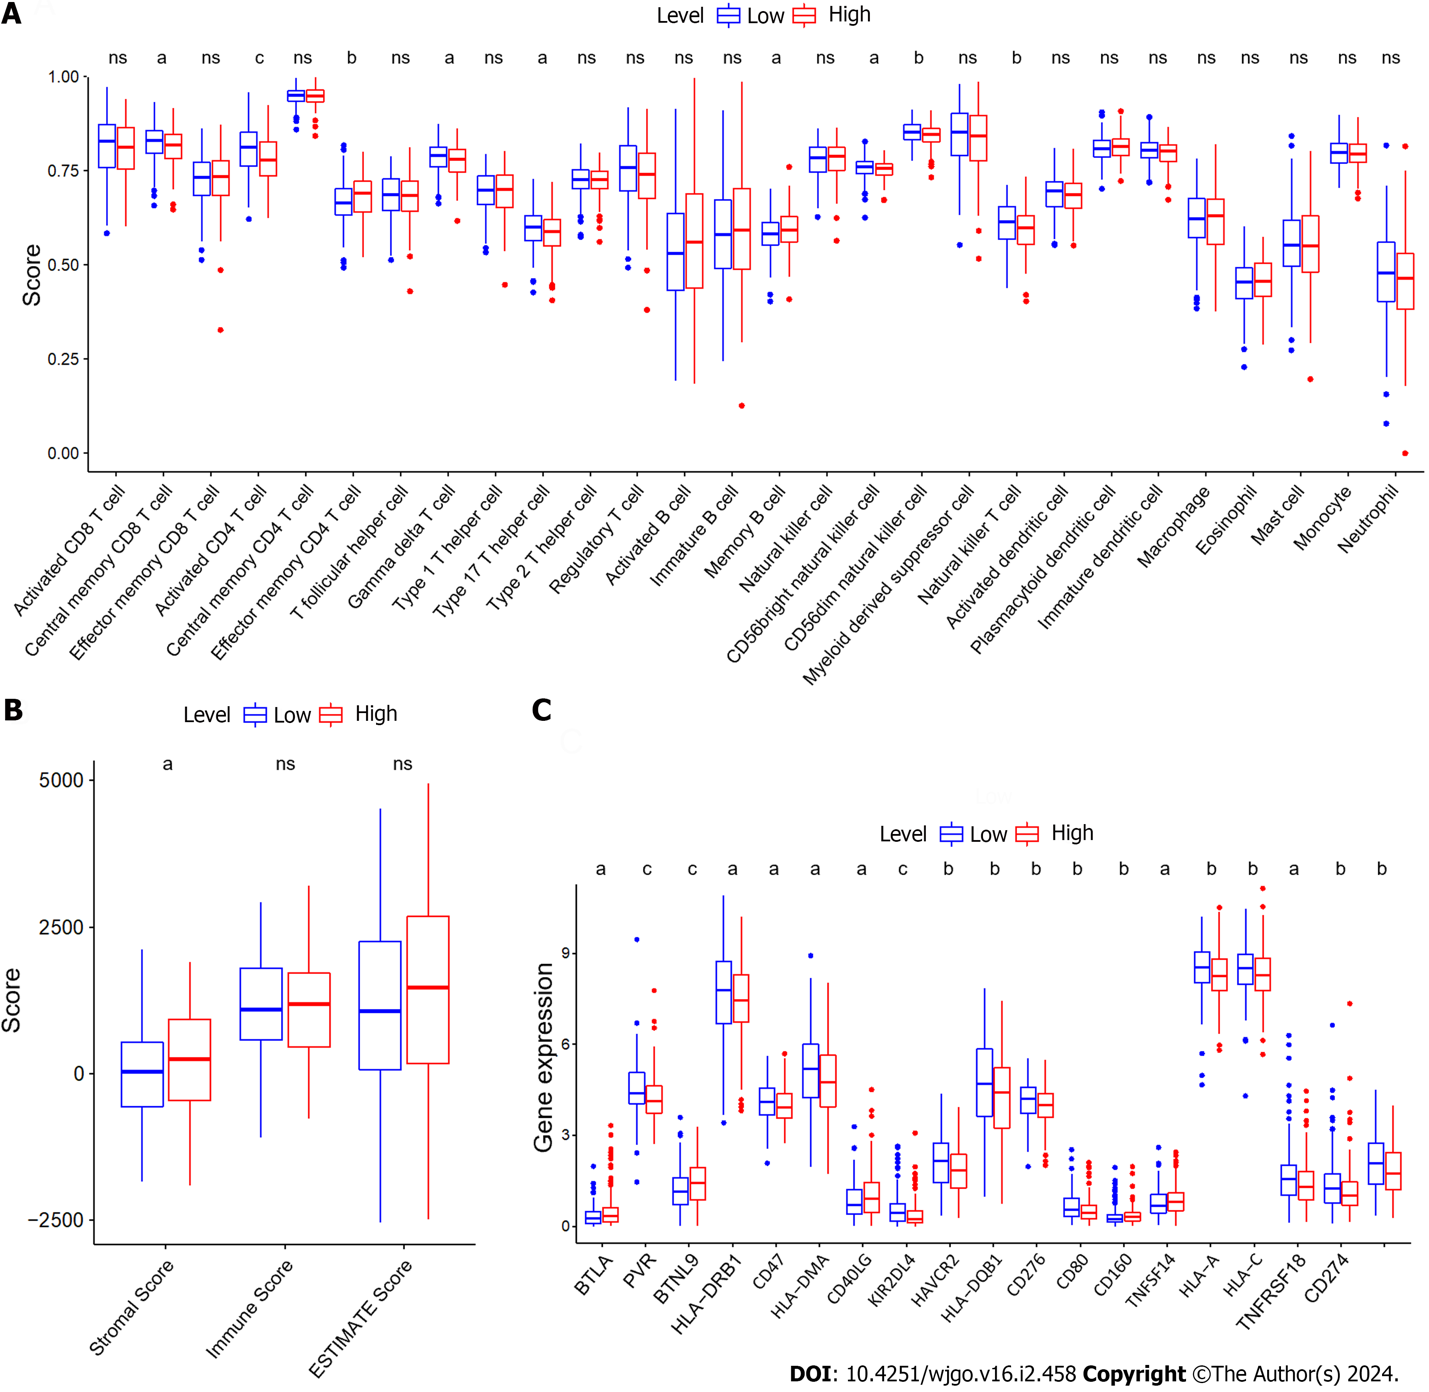 A
Level Low High
ns a ns c ns b ns a ns a ns ns ns ns a ns a b ns b ns ns ns ns ns ns ns ns
Score
1.00
0.75
0.50
0.25
0.00
Activated CD8 T cell
Central memory CD8 T cell
Effector memory CD8 T cell
Activated CD4 T cell
Central memory CD4 T cell
Effector memory CD4 T cell
T follicular helper cell
Gamma delta T cell
Type 1 T helper cell
Type 17 T helper cell
Type 2 T helper cell
Regulatory T cell
Activated B cell
Immature B cell
Memory B cell
Natural killer cell
CD56bright natural killer cell
CD56dim natural killer cell
Myeloid derived suppressor cell
Natural killer T cell
Activated dendritic cell
Plasmacytoid dendritic cell
Immature dendritic cell
Macrophage
Eosinophil
Mast cell
Monocyte
Neutrophil
B
Level Low High
a ns ns
Score
5000
2500
0
−2500
Stromal Score
Immune Score
ESTIMATE Score
C
Level Low High
a c c a a a a c b b b b b a b b a b b
Gene expression
9
6
3
0
BTLA
PVR
BTNL9
HLA−DRB1
CD47
HLA−DMA
CD40LG
KIR2DL4
HAVCR2
HLA−DQB1
CD276
CD80
CD160
TNFSF14
HLA−A
HLA−C
TNFRSF18
CD274
DOI: 10.4251/wjgo.v16.i2.458 Copyright ©The Author(s) 2024.